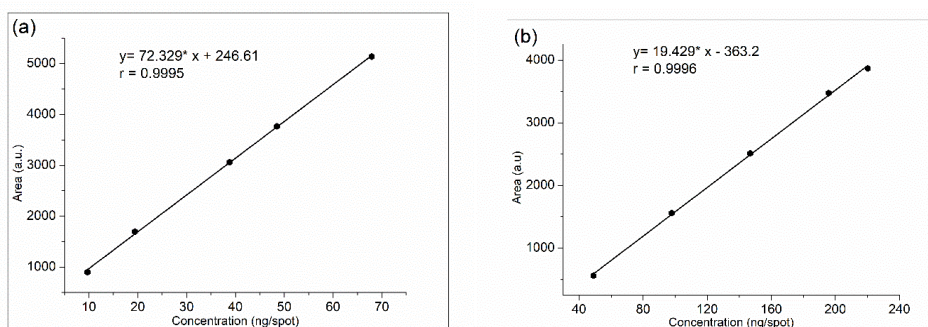 (a)
y= 72.329* x + 246.61
r = 0.9995
5000
4000
3000
2000
1000
Area (a.u.)
10 20 30 40 50 60 70
Concentration (ng/spot)
(b)
y= 19.429* x - 363.2
r = 0.9996
4000
3000
2000
1000
Area (a.u)
40 80 120 160 200 240
Concentration (ng/spot)